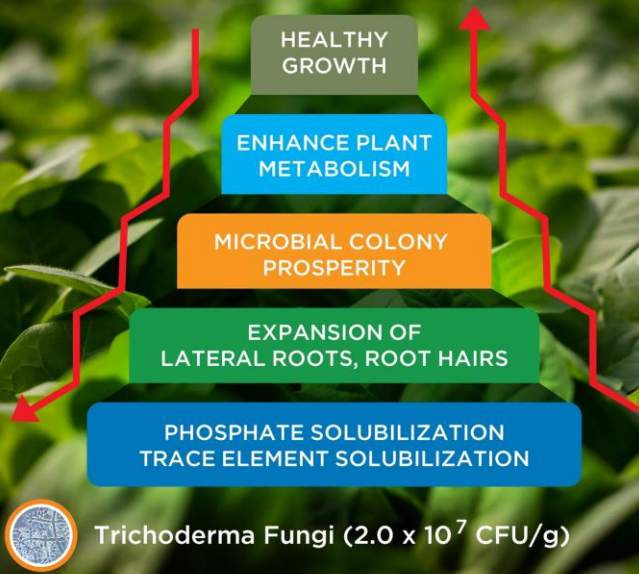 HEALTHY
GROWTH
ENHANCE PLANT
METABOLISM
MICROBIAL COLONY
PROSPERITY
EXPANSION OF
LATERAL ROOTS, ROOT HAIRS
PHOSPHATE SOLUBILIZATION
TRACE ELEMENT SOLUBILIZATION
Trichoderma Fungi (2.0 x 10⁷ CFU/g)